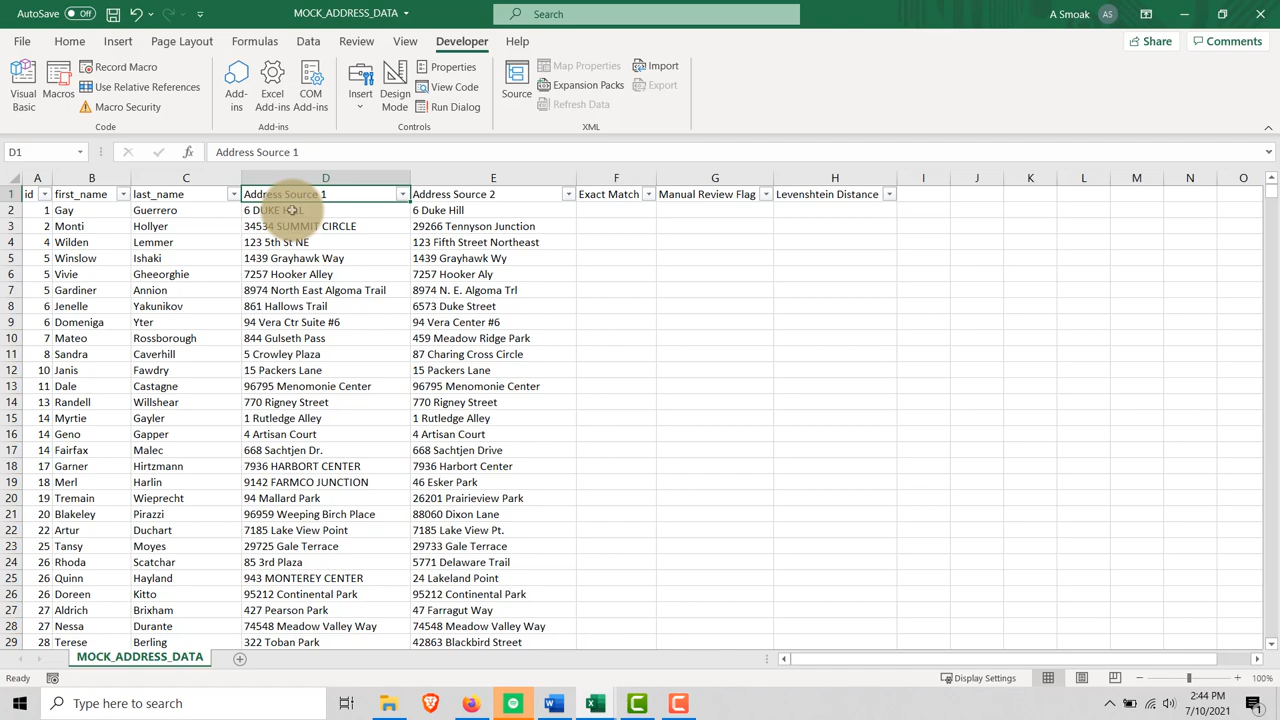 AutoSave Off MOCK_ADDRESS_DATA Search A Smoak AS
File Home Insert Draw Page Layout Formulas Data Review View Developer Help Share Comments
Visual Basic
Macros
Record Macro
Use Relative References
Macro Security
Code
Add-ins
Excel Add-ins
COM Add-ins
Add-ins
Insert
Design Mode
Properties
View Code
Run Dialog
Controls
Source
Map Properties
Expansion Packs
Refresh Data
Import
Export
XML
D1 fx Address Source 1
A B C D E F G H I J K L M N O
1 id first_name last_name Address Source 1 Address Source 2 Exact Match Manual Review Flag Levenshtein Distance
2 1 Gay Guerrero 6 DUKE HILL 6 Duke Hill
3 2 Monti Hollyer 34534 SUMMIT CIRCLE 29266 Tennyson Junction
4 4 Wilden Lemmer 123 5th St NE 123 Fifth Street Northeast
5 5 Winslow Ishaki 1439 Grayhawk Way 1439 Grayhawk Wy
6 5 Vivie Gheeorghie 7257 Hooker Alley 7257 Hooker Aly
7 5 Gardiner Annion 8974 North East Algoma Trail 8974 N. E. Algoma Trl
8 6 Jenelle Yakunikov 861 Hallows Trail 6573 Duke Street
9 6 Domeniga Yter 94 Vera Ctr Suite #6 94 Vera Center #6
10 7 Mateo Rossborough 844 Gulseth Pass 459 Meadow Ridge Park
11 8 Sandra Caverhill 5 Crowley Plaza 87 Charing Cross Circle
12 10 Janis Fawdry 15 Packers Lane 15 Packers Lane
13 11 Dale Castagne 96795 Menomonie Center 96795 Menomonie Center
14 13 Randell Willshear 770 Rigney Street 770 Rigney Street
15 14 Myrtie Gayler 1 Rutledge Alley 1 Rutledge Alley
16 14 Geno Gapper 4 Artisan Court 4 Artisan Court
17 14 Fairfax Malec 668 Sachtjen Dr. 668 Sachtjen Drive
18 17 Garner Hirtzmann 7936 HARBORT CENTER 7936 Harbort Center
19 18 Merl Harlin 9142 FARMCO JUNCTION 46 Esker Park
20 19 Tremain Wieprecht 94 Mallard Park 26201 Prairieview Park
21 20 Blakeley Pirazzi 96959 Weeping Birch Place 88060 Dixon Lane
22 22 Artur Duchart 7185 Lake View Point 7185 Lake View Pt.
23 25 Tansy Moyes 29725 Gale Terrace 29733 Gale Terrace
24 26 Rhoda Scatchar 85 3rd Plaza 5771 Delaware Trail
25 26 Quinn Hayland 943 MONTEREY CENTER 24 Lakeland Point
26 26 Doreen Kitto 95212 Continental Park 95212 Continental Park
27 27 Aldrich Brixham 427 Pearson Park 47 Farragut Way
28 27 Nessa Durante 74548 Meadow Valley Way 74548 Meadow Valley Way
29 28 Terese Berling 322 Toban Park 42863 Blackbird Street
MOCK_ADDRESS_DATA
Ready Display Settings 100%
Type here to search 2:44 PM
7/10/2021